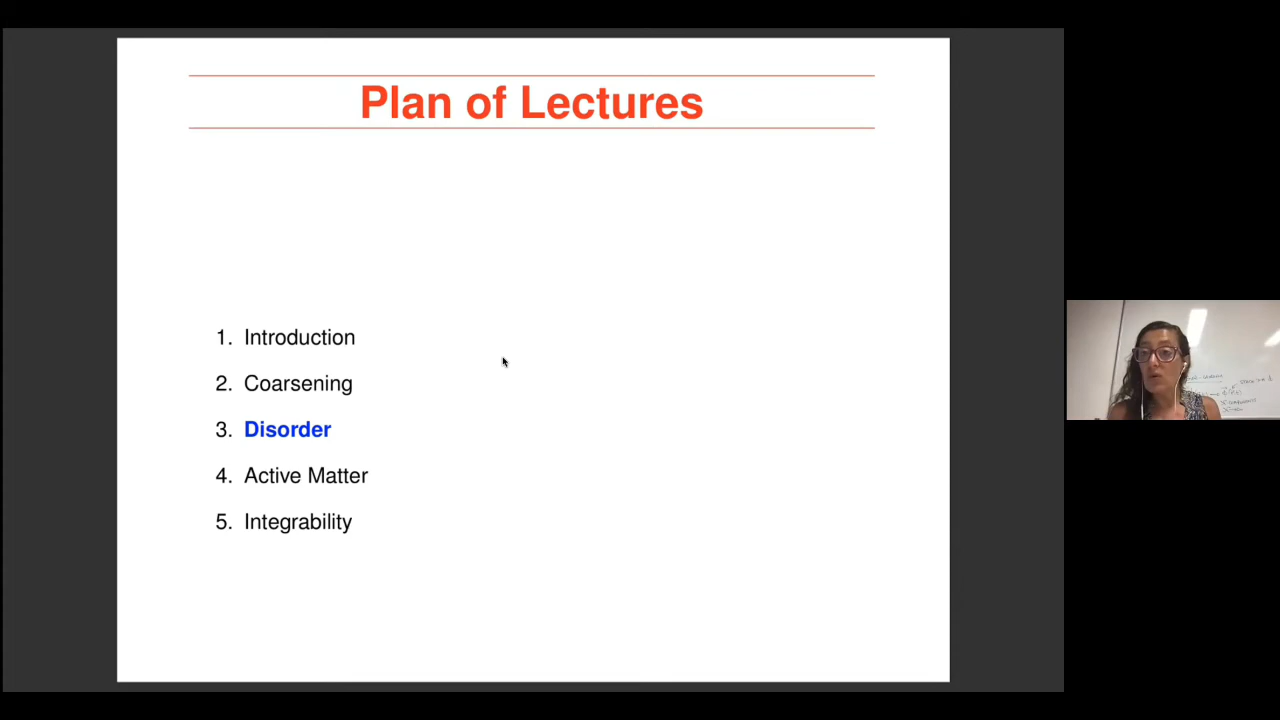 Plan of Lectures
1. Introduction
2. Coarsening
3. Disorder
4. Active Matter
5. Integrability